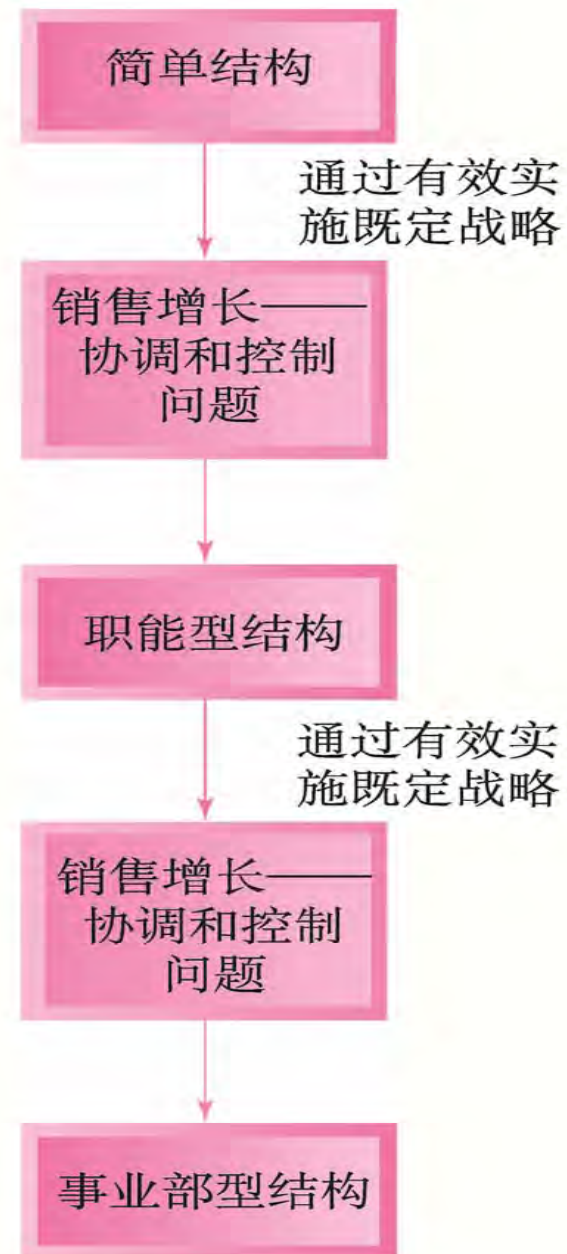 简单结构
通过有效实
施既定战略
销售增长——
协调和控制
问题
职能型结构
通过有效实
施既定战略
销售增长——
协调和控制
问题
事业部型结构